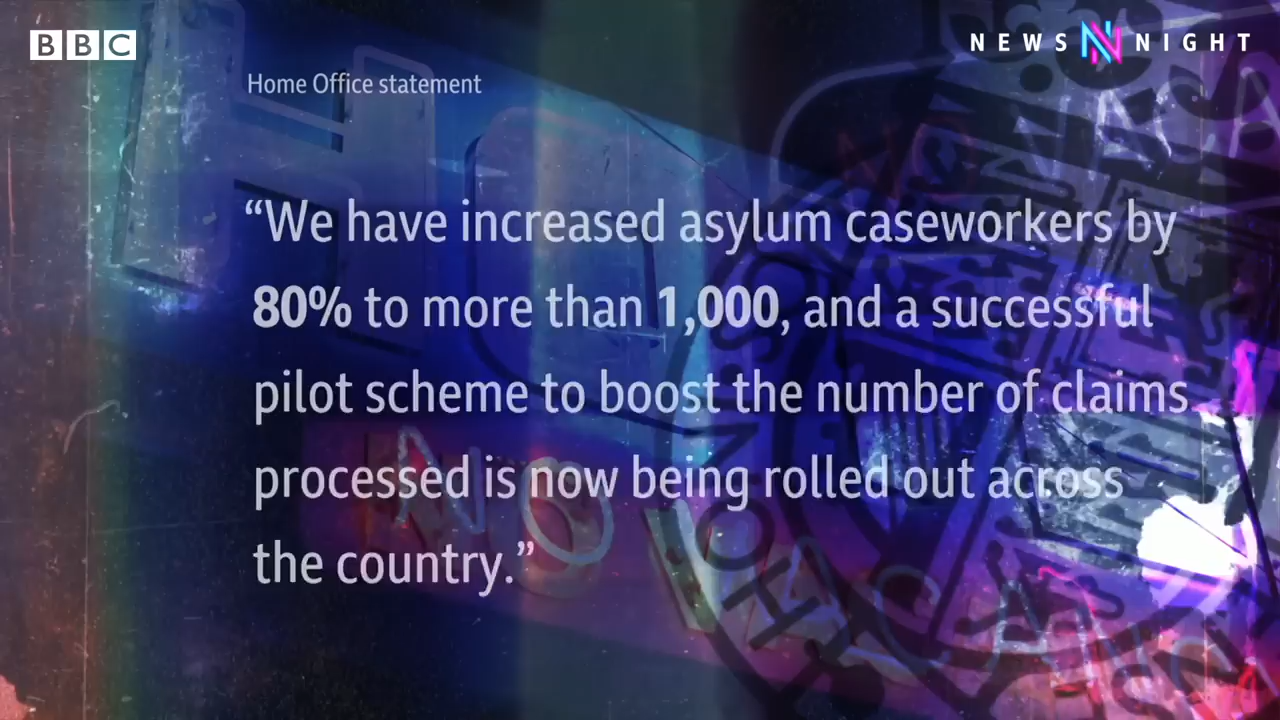 BBC
NEWSNIGHT
Home Office statement
“We have increased asylum caseworkers by
80% to more than 1,000, and a successful
pilot scheme to boost the number of claims
processed is now being rolled out across
the country.”